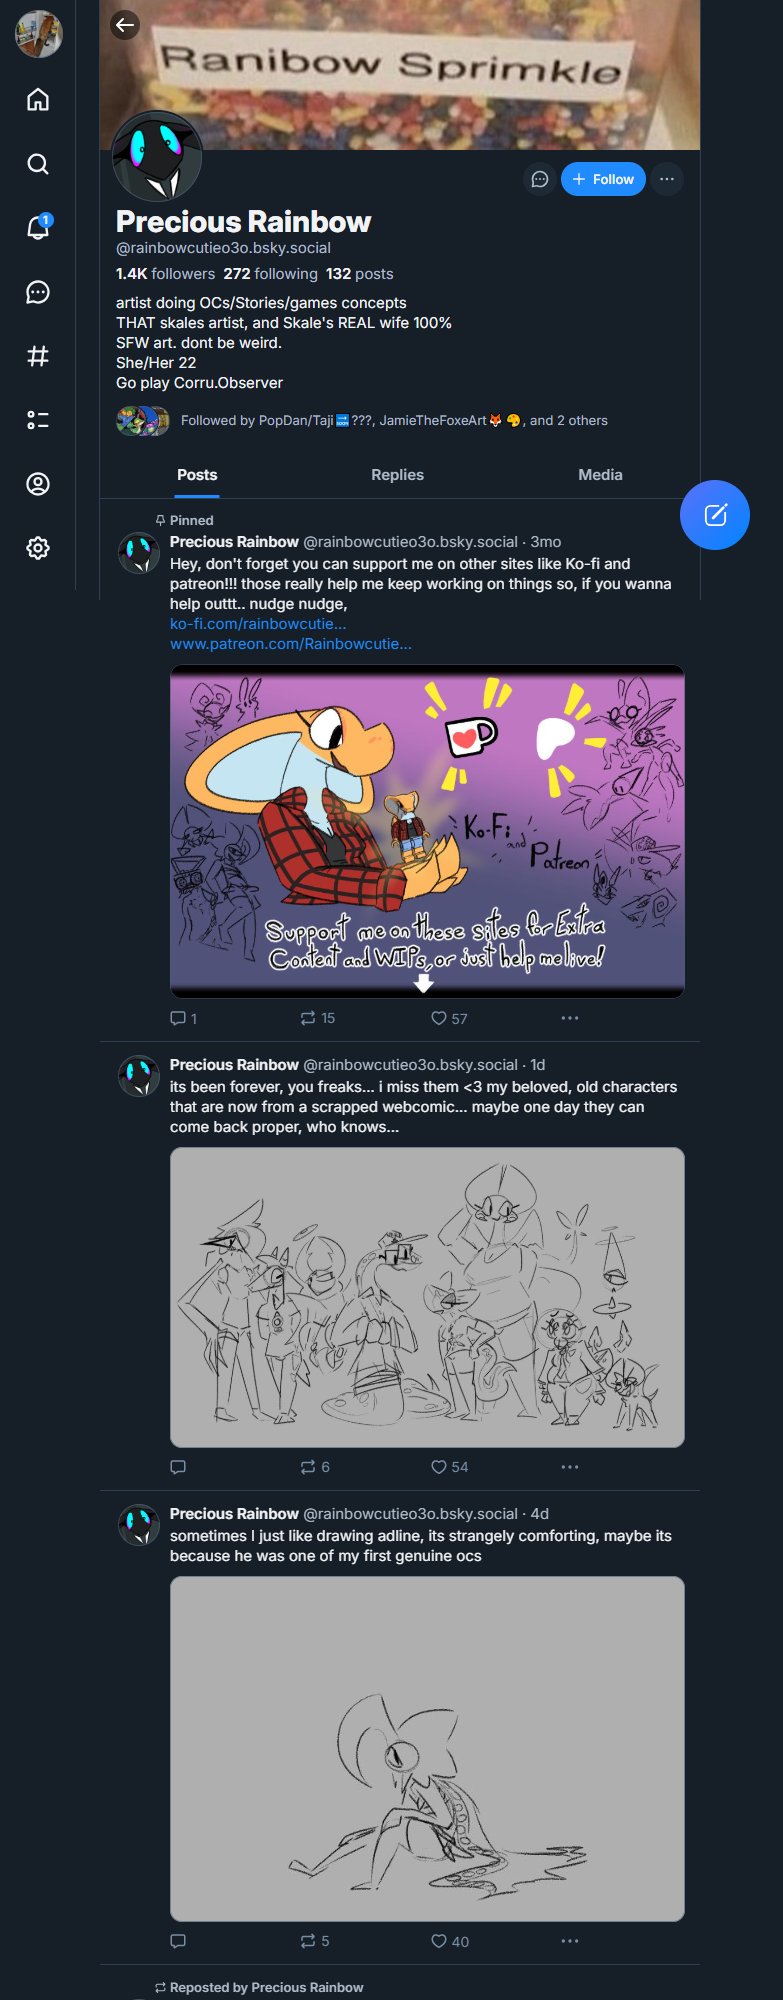 Ranibow Sprimkle
1
Follow
Precious Rainbow
@rainbowcutieo3o.bsky.social
1.4K followers 272 following 132 posts
artist doing OCs/Stories/games concepts
THAT skales artist, and Skale's REAL wife 100%
SFW art. dont be weird.
She/Her 22
Go play Corru.Observer
Followed by PopDan/Taji🔜???, JamieTheFoxeArt🦊🎨, and 2 others
Posts Replies Media
Pinned
Precious Rainbow @rainbowcutieo3o.bsky.social · 3mo
Hey, don't forget you can support me on other sites like Ko-fi and
patreon!!! those really help me keep working on things so, if you wanna
help outtt.. nudge nudge,
ko-fi.com/rainbowcutie...
www.patreon.com/Rainbowcutie...
Ko-Fi
and
Patreon
Support me on these sites for Extra
Content and WIPs, or just help me live!
1 15 57
Precious Rainbow @rainbowcutieo3o.bsky.social · 1d
its been forever, you freaks... i miss them <3 my beloved, old characters
that are now from a scrapped webcomic... maybe one day they can
come back proper, who knows...
6 54
Precious Rainbow @rainbowcutieo3o.bsky.social · 4d
sometimes I just like drawing adline, its strangely comforting, maybe its
because he was one of my first genuine ocs
5 40
Reposted by Precious Rainbow